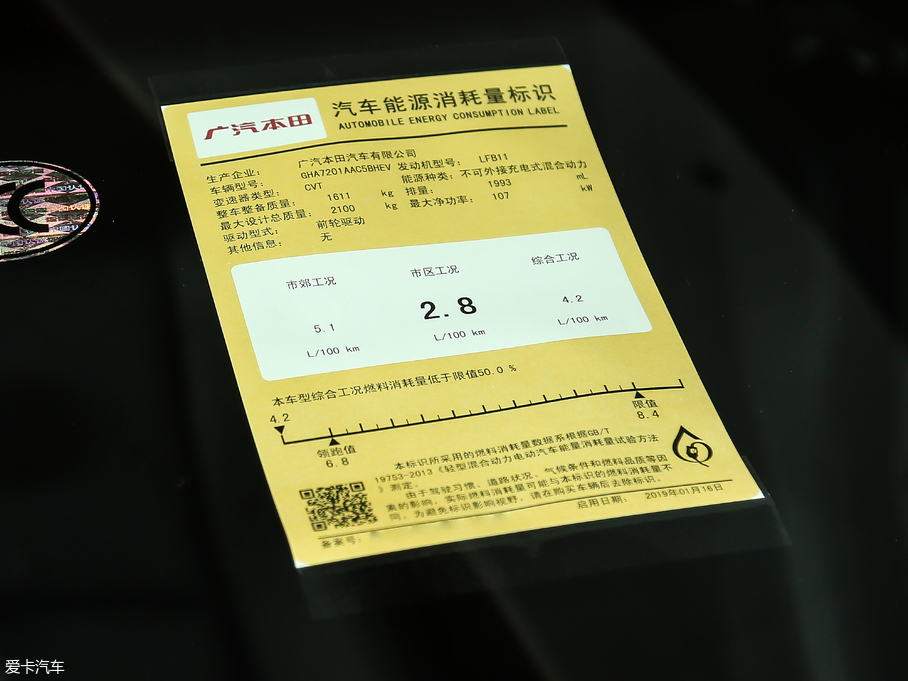 广汽本田
汽车能源消耗量标识
AUTOMOBILE ENERGY CONSUMPTION LABEL
生产企业： 广汽本田汽车有限公司
车辆型号： GHA7201AAC5BHEV 发动机型号： LFB11
变速器类型： CVT 能源种类：不可外接充电式混合动力
整车整备质量： 1611 kg 排量： 1993 mL
最大设计总质量： 2100 kg 最大净功率： 107 kW
驱动型式： 前轮驱动
其他信息： 无
市郊工况 市区工况 综合工况
5.1 2.8 4.2
L/100 km L/100 km L/100 km
本车型综合工况燃料消耗量低于限值50.0 %
4.2
领跑值 限值
6.8 8.4
本标识所采用的燃料消耗量数据系根据GB/T
19753-2013《轻型混合动力电动汽车能量消耗量试验方法
》测定。
由于驾驶习惯、道路状况、气候条件和燃料品质等因
素的影响，实际燃料消耗量可能与本标识的燃料消耗量不
同，为避免标识影响视野，请在购买车辆后去除标识。
备案号： 启用日期： 2019年01月16日
爱卡汽车